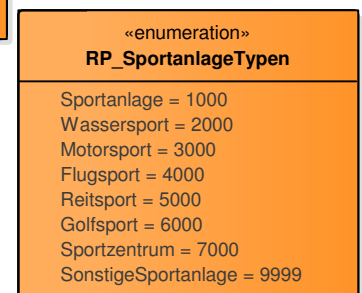 «enumeration»
RP_SportanlageTypen
Sportanlage = 1000
Wassersport = 2000
Motorsport = 3000
Flugsport = 4000
Reitsport = 5000
Golfsport = 6000
Sportzentrum = 7000
SonstigeSportanlage = 9999